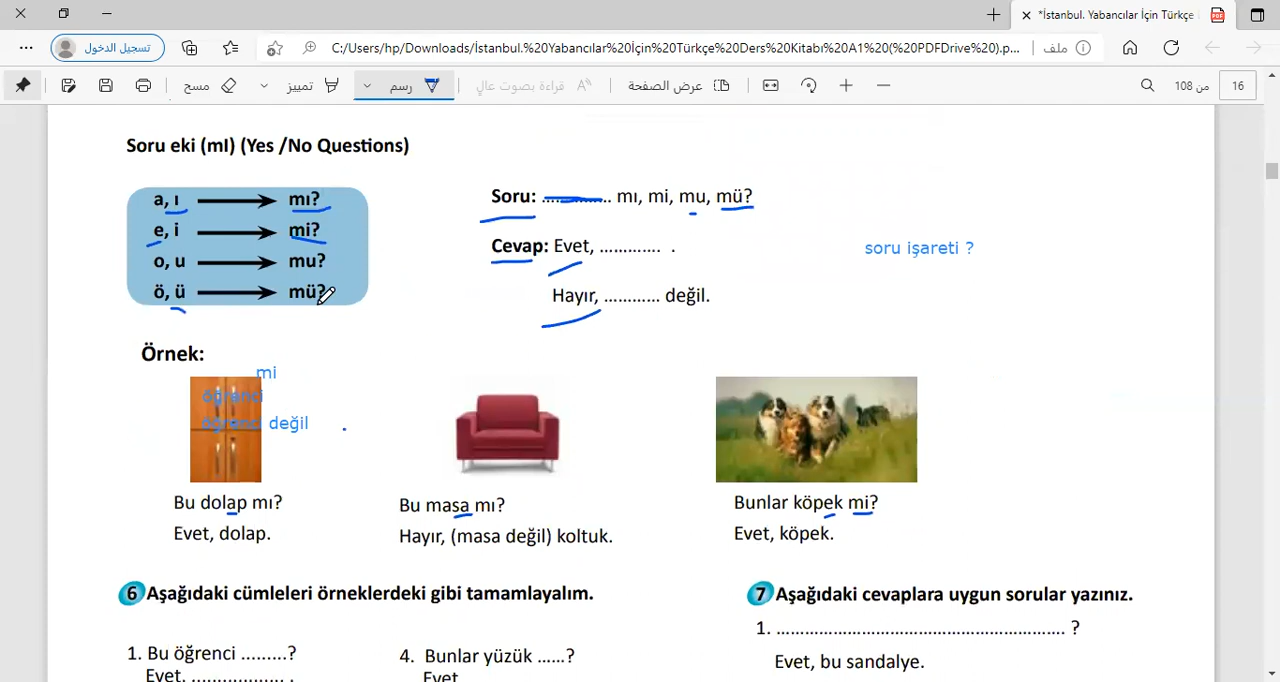 *İstanbul. Yabancılar İçin Türkçe
تسجيل الدخول
C:/Users/hp/Downloads/İstanbul.%20Yabancılar%20İçin%20Türkçe%20Ders%20Kitabı%20A1%20(%20PDFDrive%20).p...
ملف
مسح
تمييز
رسم
قراءة بصوت عالٍ
عرض الصفحة
من 108
16
Soru eki (mI) (Yes /No Questions)
a, ı mı?
e, i mi?
o, u mu?
ö, ü mü?
Soru: .............. mı, mi, mu, mü?
Cevap: Evet, ............. .
Hayır, ............ değil.
soru işareti ?
Örnek:
mi
öğrenci
öğrenci değil .
Bu dolap mı?
Evet, dolap.
Bu masa mı?
Hayır, (masa değil) koltuk.
Bunlar köpek mi?
Evet, köpek.
6 Aşağıdaki cümleleri örneklerdeki gibi tamamlayalım.
1. Bu öğrenci .........?
Evet, .................. .
4. Bunlar yüzük ......?
Evet
7 Aşağıdaki cevaplara uygun sorular yazınız.
1. ........................................................ ?
Evet, bu sandalye.